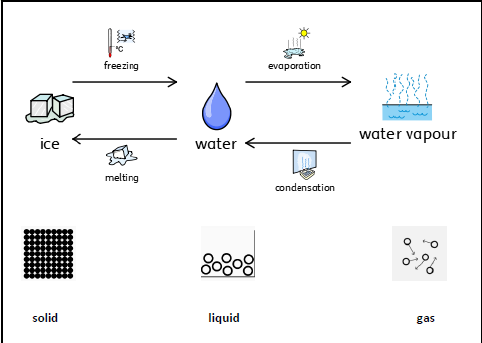 °C
freezing
evaporation
ice
water
water vapour
melting
condensation
solid
liquid
gas